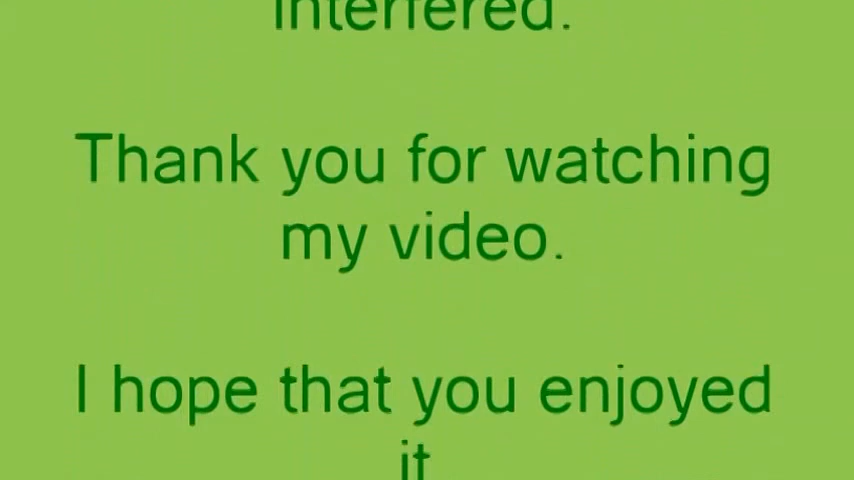 interfered.
Thank you for watching
my video.
I hope that you enjoyed
it